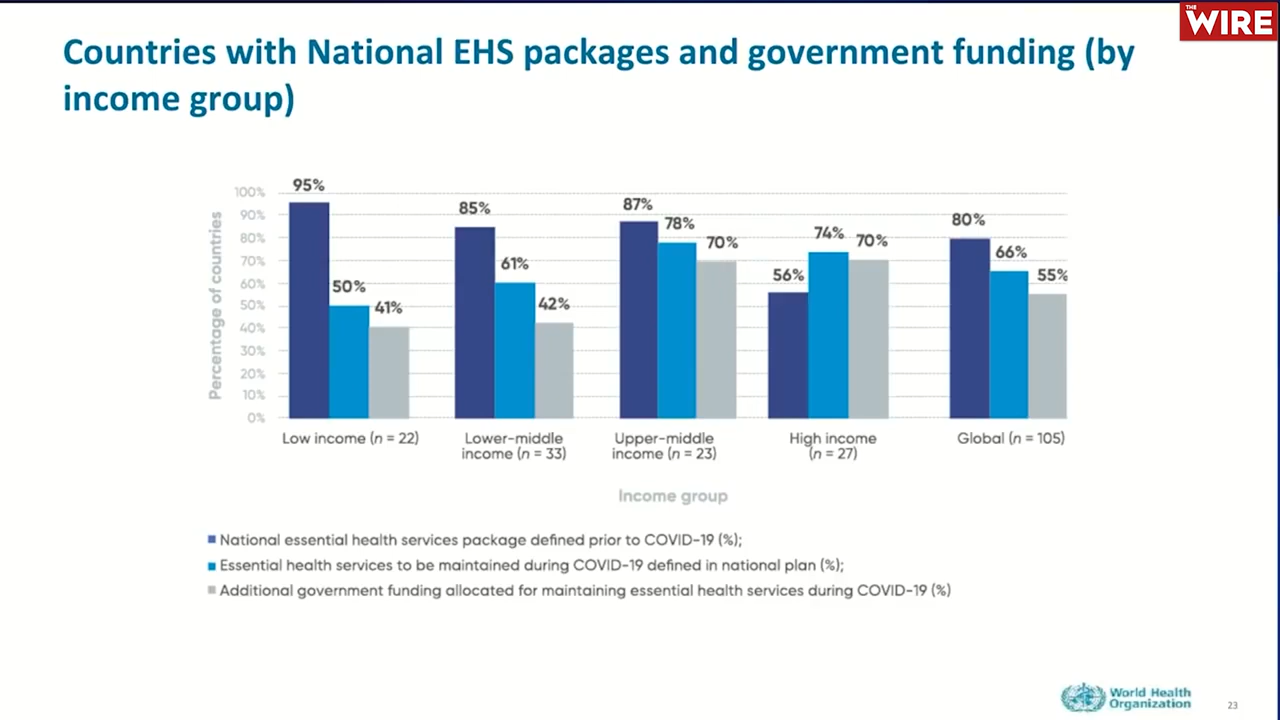 THE
WIRE
Countries with National EHS packages and government funding (by
income group)
Percentage of countries
100%
90%
80%
70%
60%
50%
40%
30%
20%
10%
0%
95%
50%
41%
85%
61%
42%
87%
78%
70%
56%
74%
70%
80%
66%
55%
Low income (n = 22)
Lower-middle
income (n = 33)
Upper-middle
income (n = 23)
High income
(n = 27)
Global (n = 105)
Income group
National essential health services package defined prior to COVID-19 (%);
Essential health services to be maintained during COVID-19 defined in national plan (%);
Additional government funding allocated for maintaining essential health services during COVID-19 (%)
World Health
Organization
23